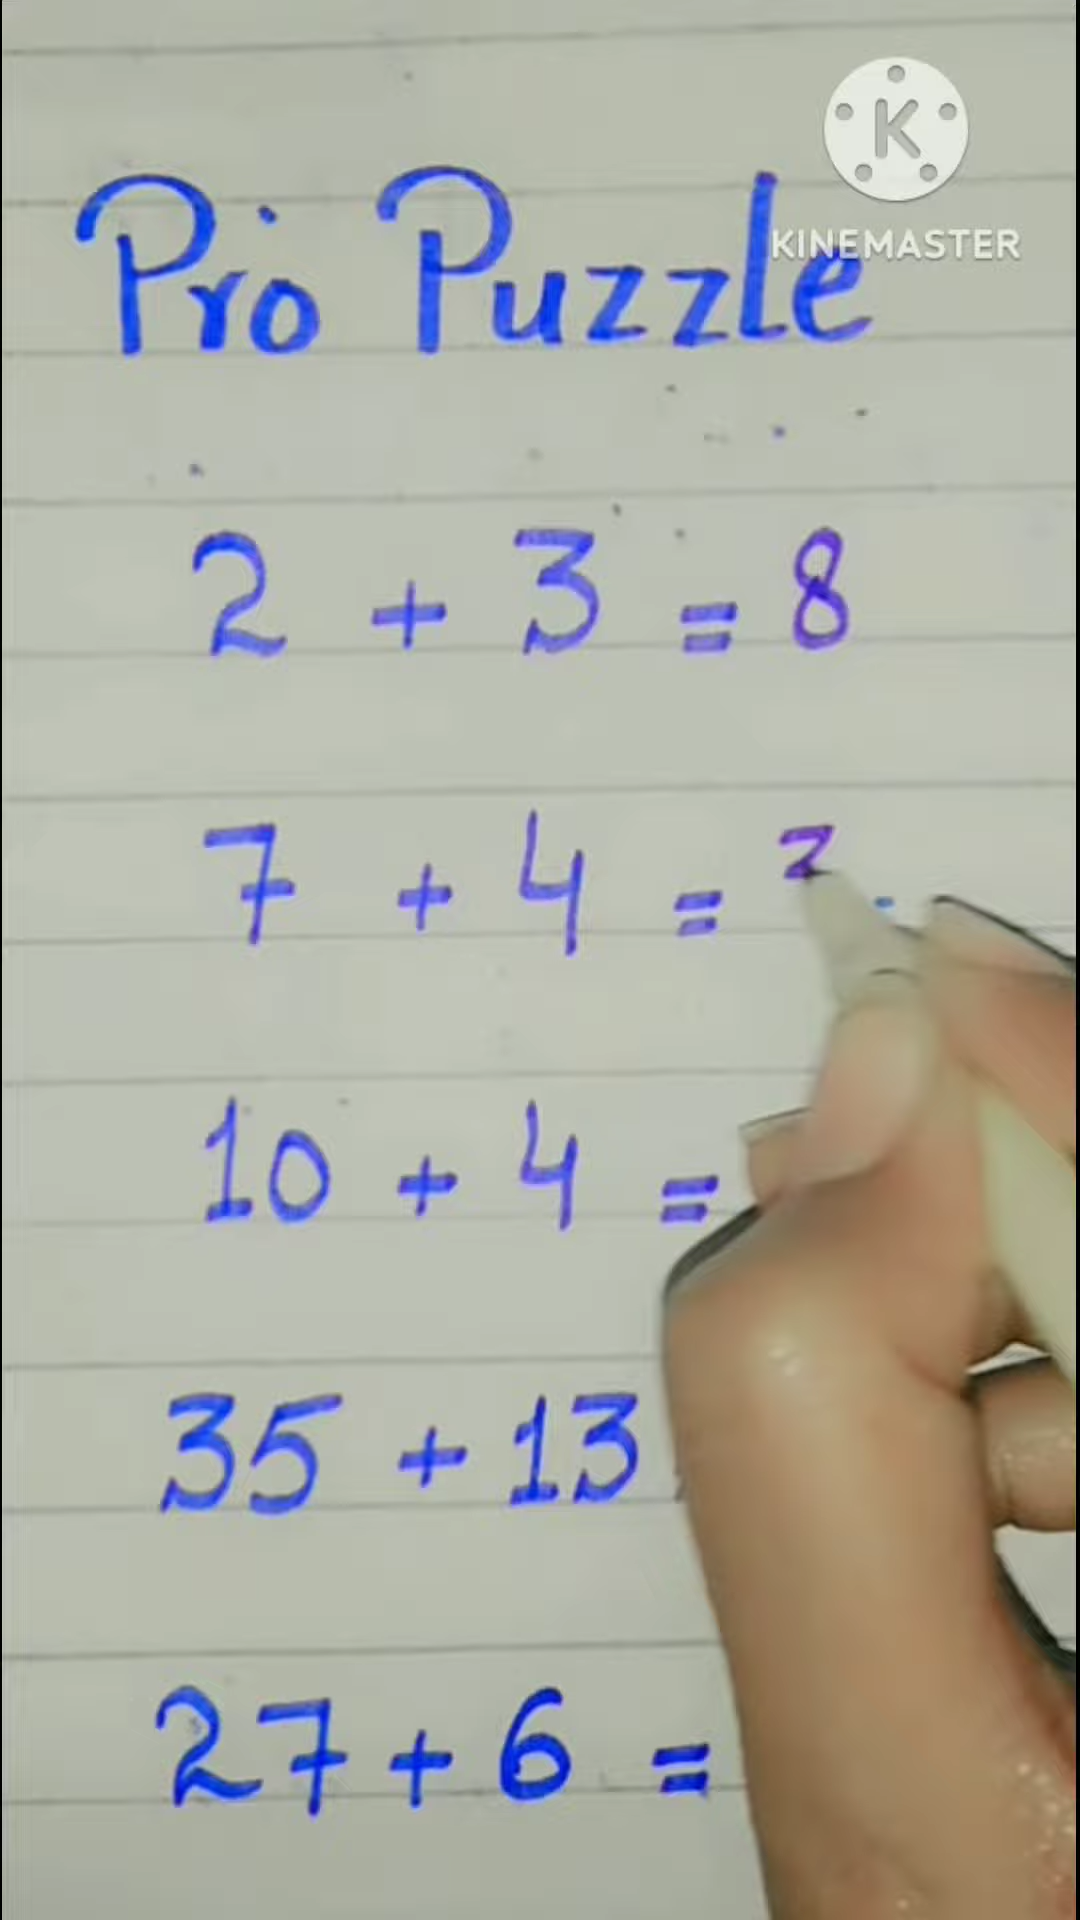 K
KINEMASTER
Pro Puzzle
2 + 3 = 8
7 + 4 =
10 + 4 =
35 + 13
27 + 6 =